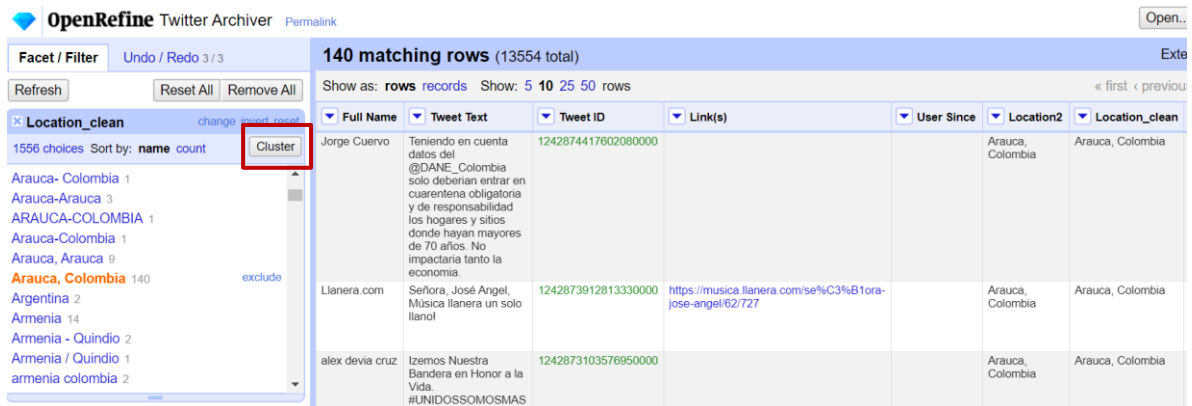 OpenRefine Twitter Archiver Permalink
Open..
Facet / Filter Undo / Redo 3 / 3
140 matching rows (13554 total)
Exte
Refresh Reset All Remove All
Show as: rows records Show: 5 10 25 50 rows
« first ‹ previous
Location_clean change invert reset
1556 choices Sort by: name count Cluster
Arauca- Colombia 1
Arauca-Arauca 3
ARAUCA-COLOMBIA 1
Arauca-Colombia 1
Arauca, Arauca 9
Arauca, Colombia 140 exclude
Argentina 2
Armenia 14
Armenia - Quindio 2
Armenia / Quindio 1
armenia colombia 2
Full Name Tweet Text Tweet ID Link(s) User Since Location2 Location_clean
Jorge Cuervo
Teniendo en cuenta
datos del
@DANE_Colombia
solo deberian entrar en
cuarentena obligatoria
y de responsabilidad
los hogares y sitios
donde hayan mayores
de 70 años. No
impactaria tanto la
economia.
1242874417602080000
Arauca,
Colombia
Arauca, Colombia
Llanera.com
Señora, José Angel,
Música llanera un solo
llano!
1242873912813330000
https://musica.llanera.com/se%C3%B1ora-
jose-angel/62/727
Arauca,
Colombia
Arauca, Colombia
alex devia cruz
Izemos Nuestra
Bandera en Honor a la
Vida.
#UNIDOSSOMOSMAS
1242873103576950000
Arauca,
Colombia
Arauca, Colombia